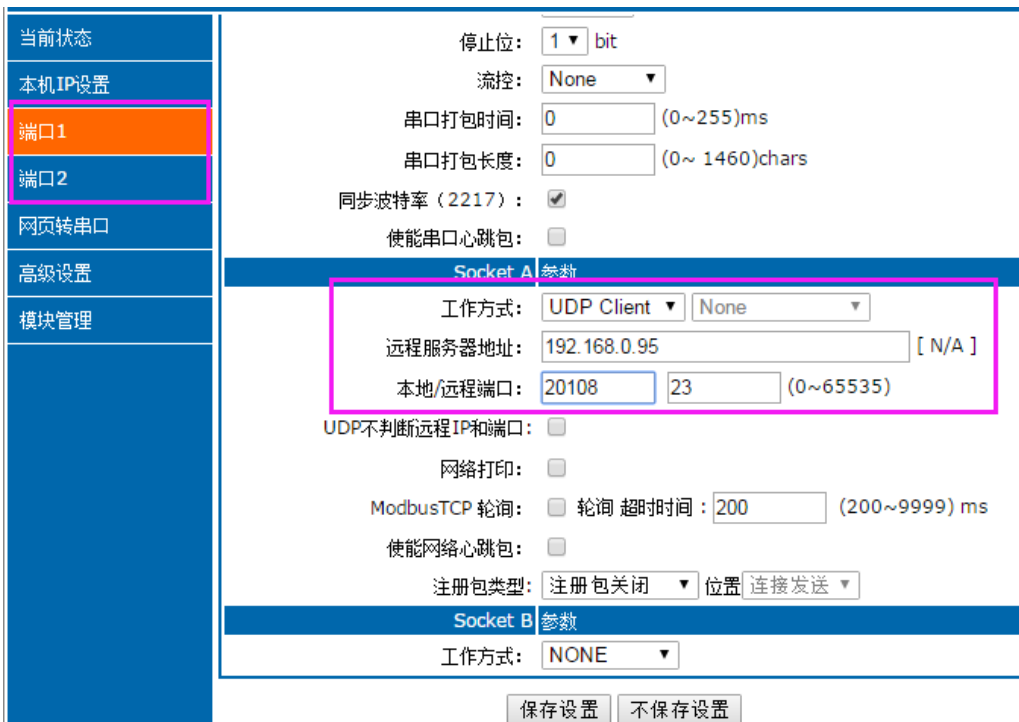 当前状态
本机IP设置
端口1
端口2
网页转串口
高级设置
模块管理
停止位: 1 bit
流控: None
串口打包时间: 0 (0~255)ms
串口打包长度: 0 (0~ 1460)chars
同步波特率（2217）:
使能串口心跳包:
Socket A 参数
工作方式: UDP Client None
远程服务器地址: 192.168.0.95 [ N/A ]
本地/远程端口: 20108 23 (0~65535)
UDP不判断远程IP和端口:
网络打印:
ModbusTCP 轮询: 轮询 超时时间 : 200 (200~9999) ms
使能网络心跳包:
注册包类型: 注册包关闭 位置 连接发送
Socket B 参数
工作方式: NONE
保存设置 不保存设置